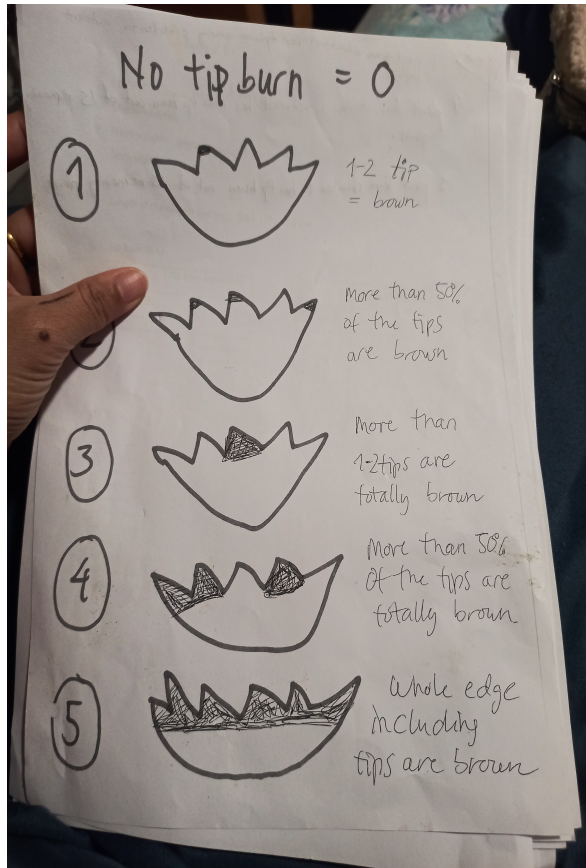 No tip burn = 0
1
1-2 tip
= brown
2
More than 50%
of the tips
are brown
3
More than
1-2 tips are
totally brown
4
More than 50%
of the tips are
totally brown
5
Whole edge
including
tips are brown